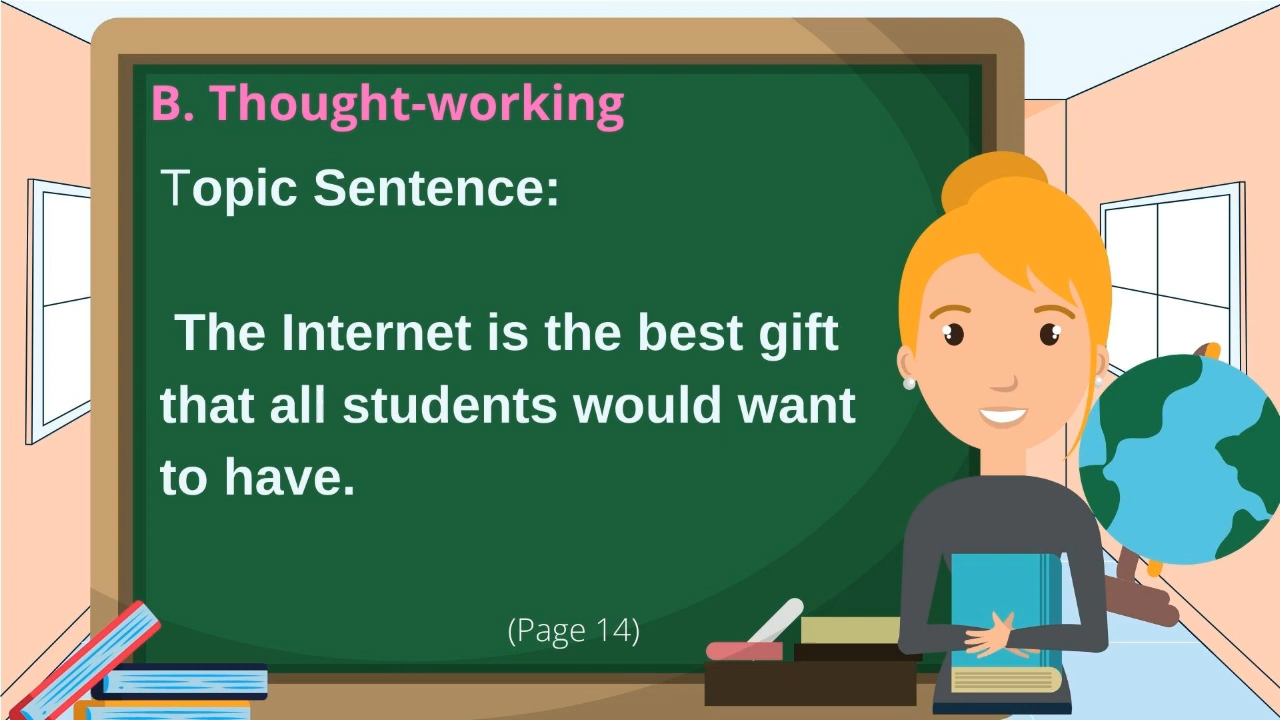 B. Thought-working
Topic Sentence:
The Internet is the best gift
that all students would want
to have.
(Page 14)